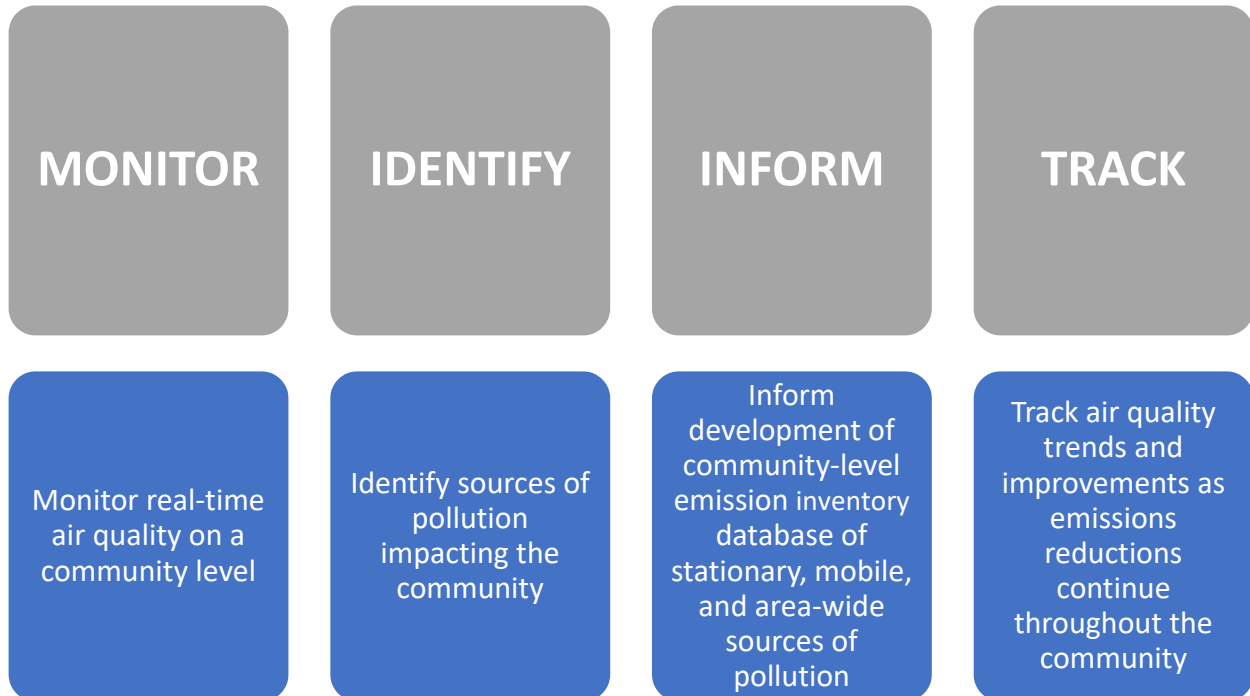 MONITOR
IDENTIFY
INFORM
TRACK
Monitor real-time
air quality on a
community level
Identify sources of
pollution
impacting the
community
Inform
development of
community-level
emission inventory
database of
stationary, mobile,
and area-wide
sources of
pollution
Track air quality
trends and
improvements as
emissions
reductions
continue
throughout the
community